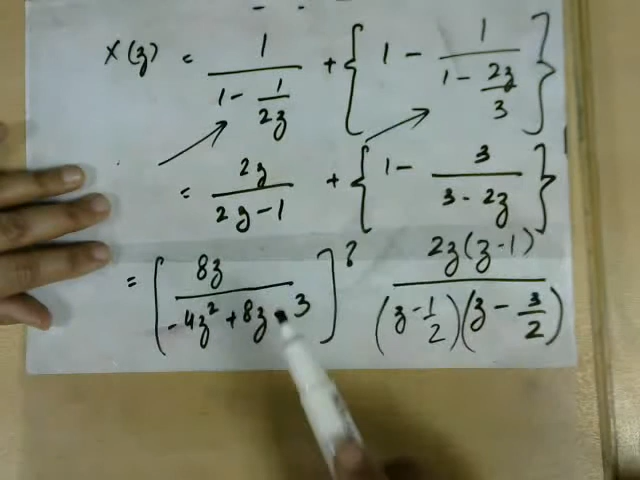 X(z) = 1 / (1 - 1/2z) + { 1 - 1 / (1 - 2z/3) }
= 2z / (2z - 1) + { 1 - 3 / (3 - 2z) }
= [ 8z / (-4z² + 8z - 3) ] ? 2z(z-1) / (z - 1/2)(z - 3/2)